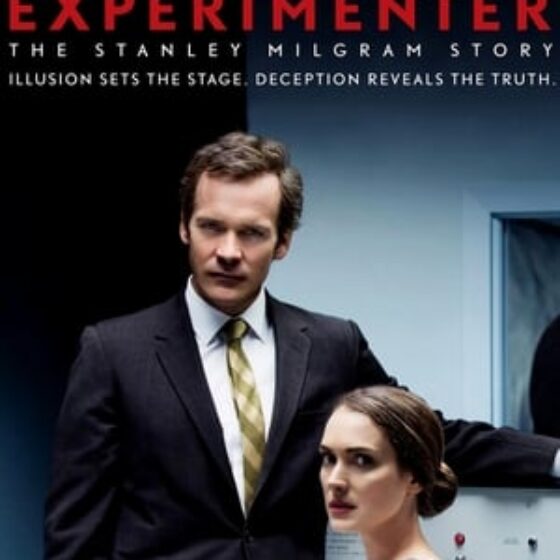 EXPERIMENTER
THE STANLEY MILGRAM STORY
ILLUSION SETS THE STAGE. DECEPTION REVEALS THE TRUTH.